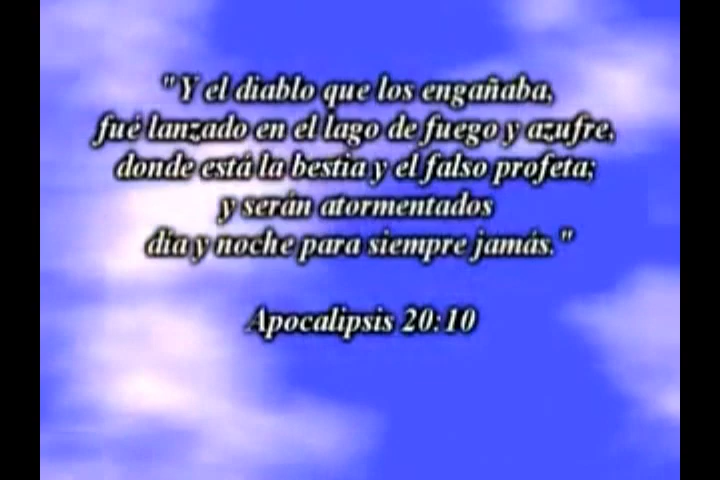 "Y el diablo que los engañaba,
fué lanzado en el lago de fuego y azufre,
donde está la bestia y el falso profeta;
y serán atormentados
día y noche para siempre jamás."
Apocalipsis 20:10